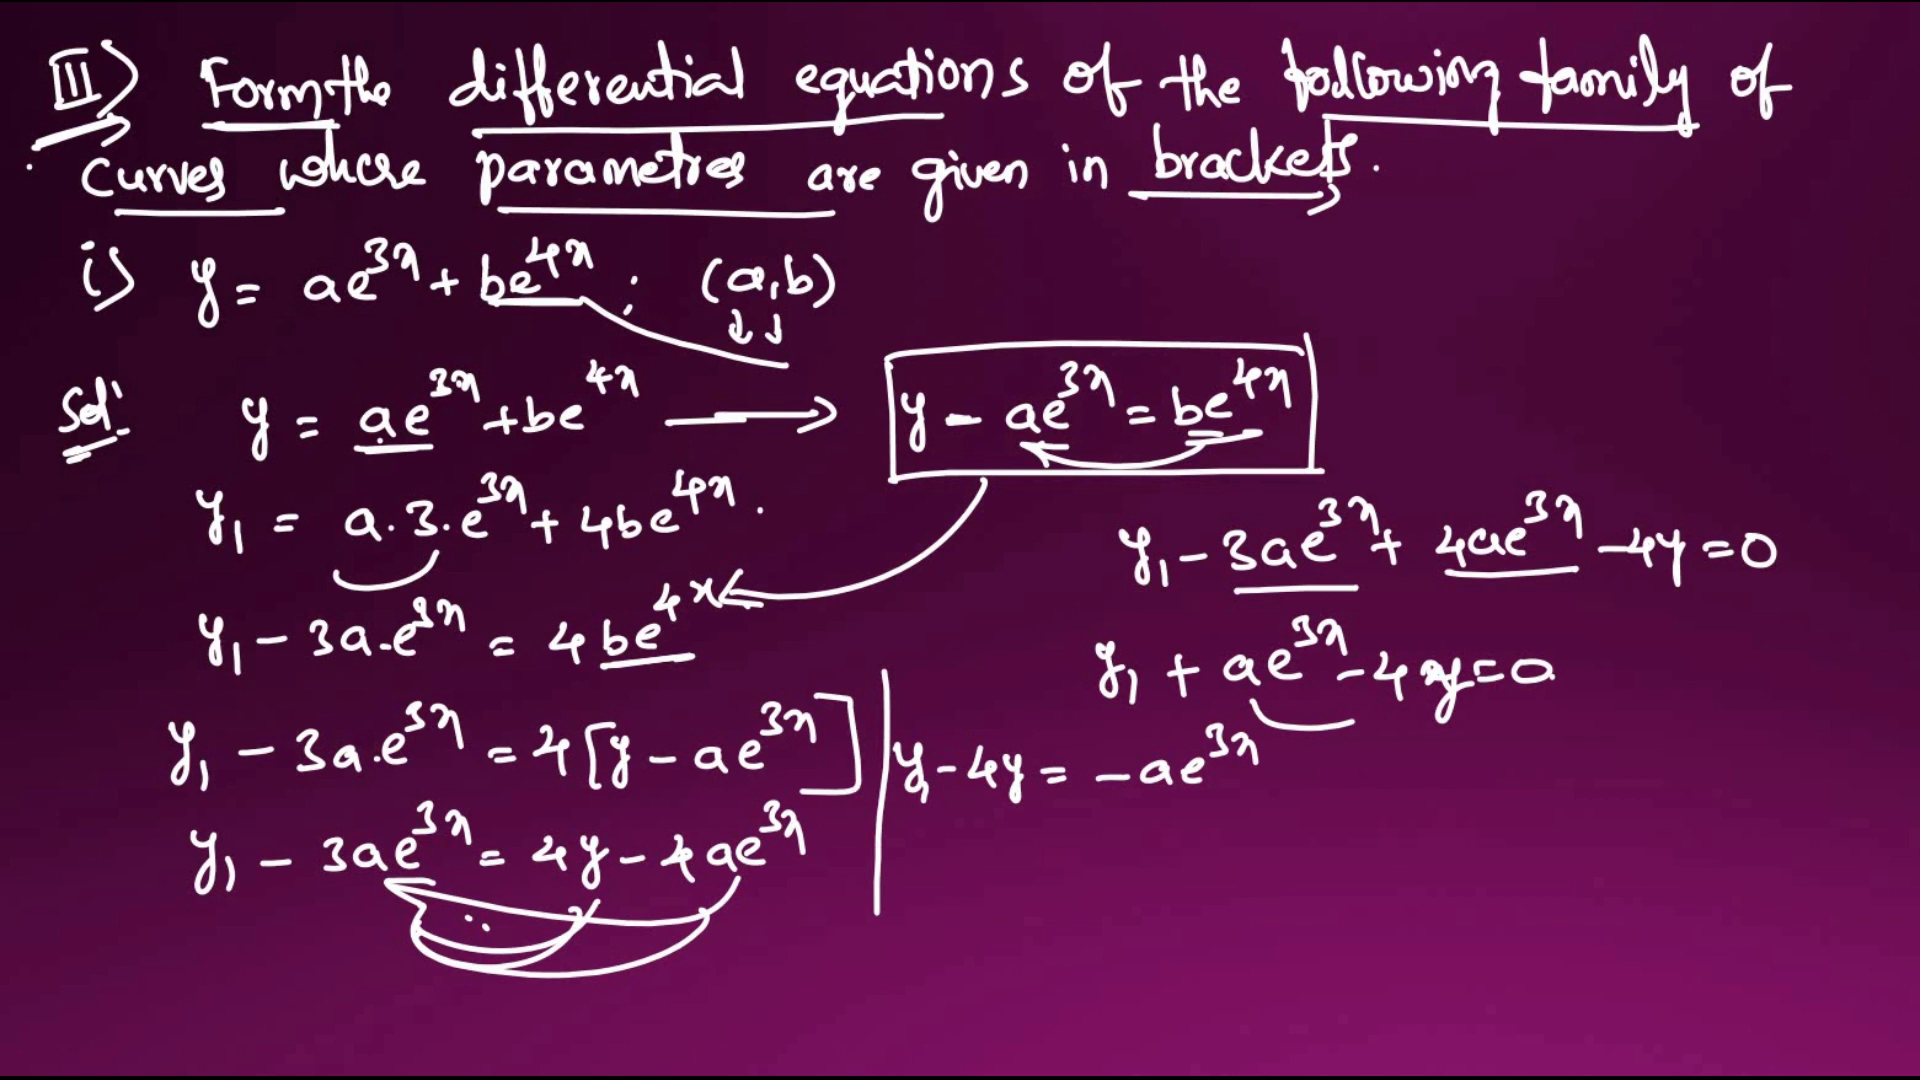 III) Form the differential equations of the following family of
curves where parametres are given in brackets.
i) y = ae^{3x} + be^{4x} ; (a,b)
Sol: y = ae^{3x} + be^{4x} → y - ae^{3x} = be^{4x}
y₁ = a.3.e^{3x} + 4be^{4x}.
y₁ - 3a.e^{3x} = 4be^{4x}
y₁ - 3a.e^{3x} = 4[y - ae^{3x}]
y₁ - 3ae^{3x} = 4y - 4ae^{3x}
y₁ - 3ae^{3x} + 4ae^{3x} - 4y = 0
y₁ + ae^{3x} - 4y = 0
y₁ - 4y = -ae^{3x}